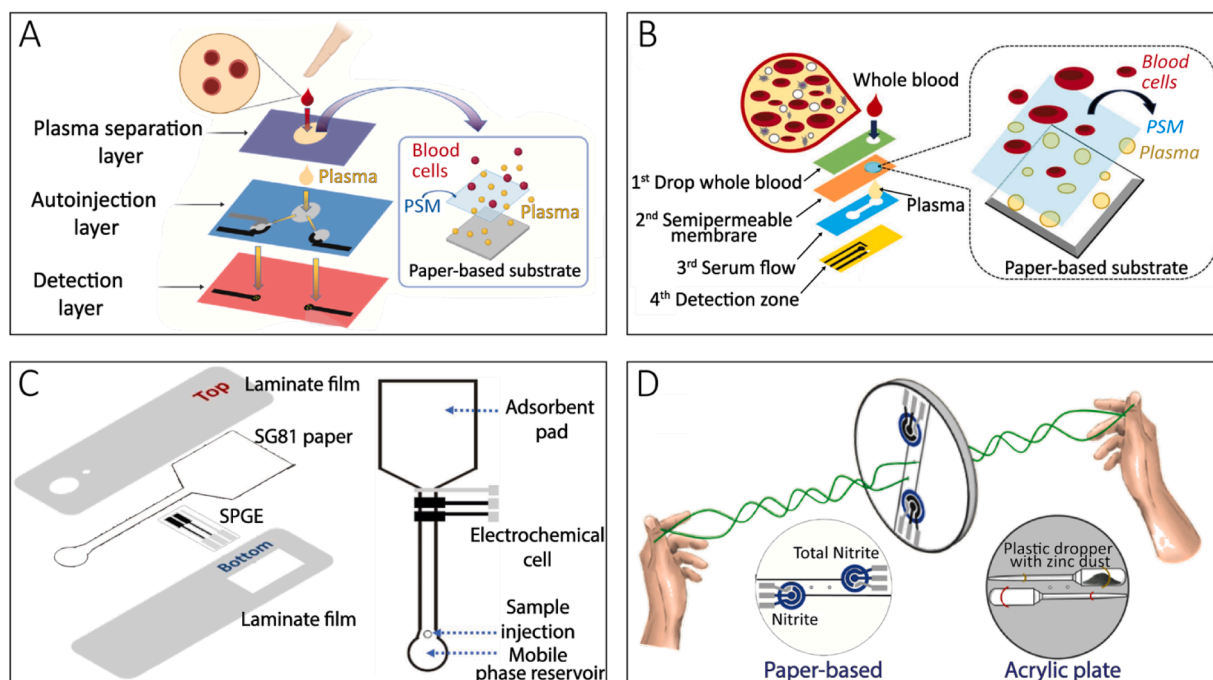 A
Plasma separation
layer
Autoinjection
layer
Detection
layer
Plasma
Blood
cells
PSM
Plasma
Paper-based substrate
B
Whole blood
1st Drop whole blood
2nd Semipermeable
membrare
3rd Serum flow
4th Detection zone
Plasma
Blood
cells
PSM
Plasma
Paper-based substrate
C
Top
Laminate film
SG81 paper
SPGE
Bottom
Laminate film
Adsorbent
pad
Electrochemical
cell
Sample
injection
Mobile
phase reservoir
D
Total Nitrite
Nitrite
Paper-based
Plastic dropper
with zinc dust
Acrylic plate